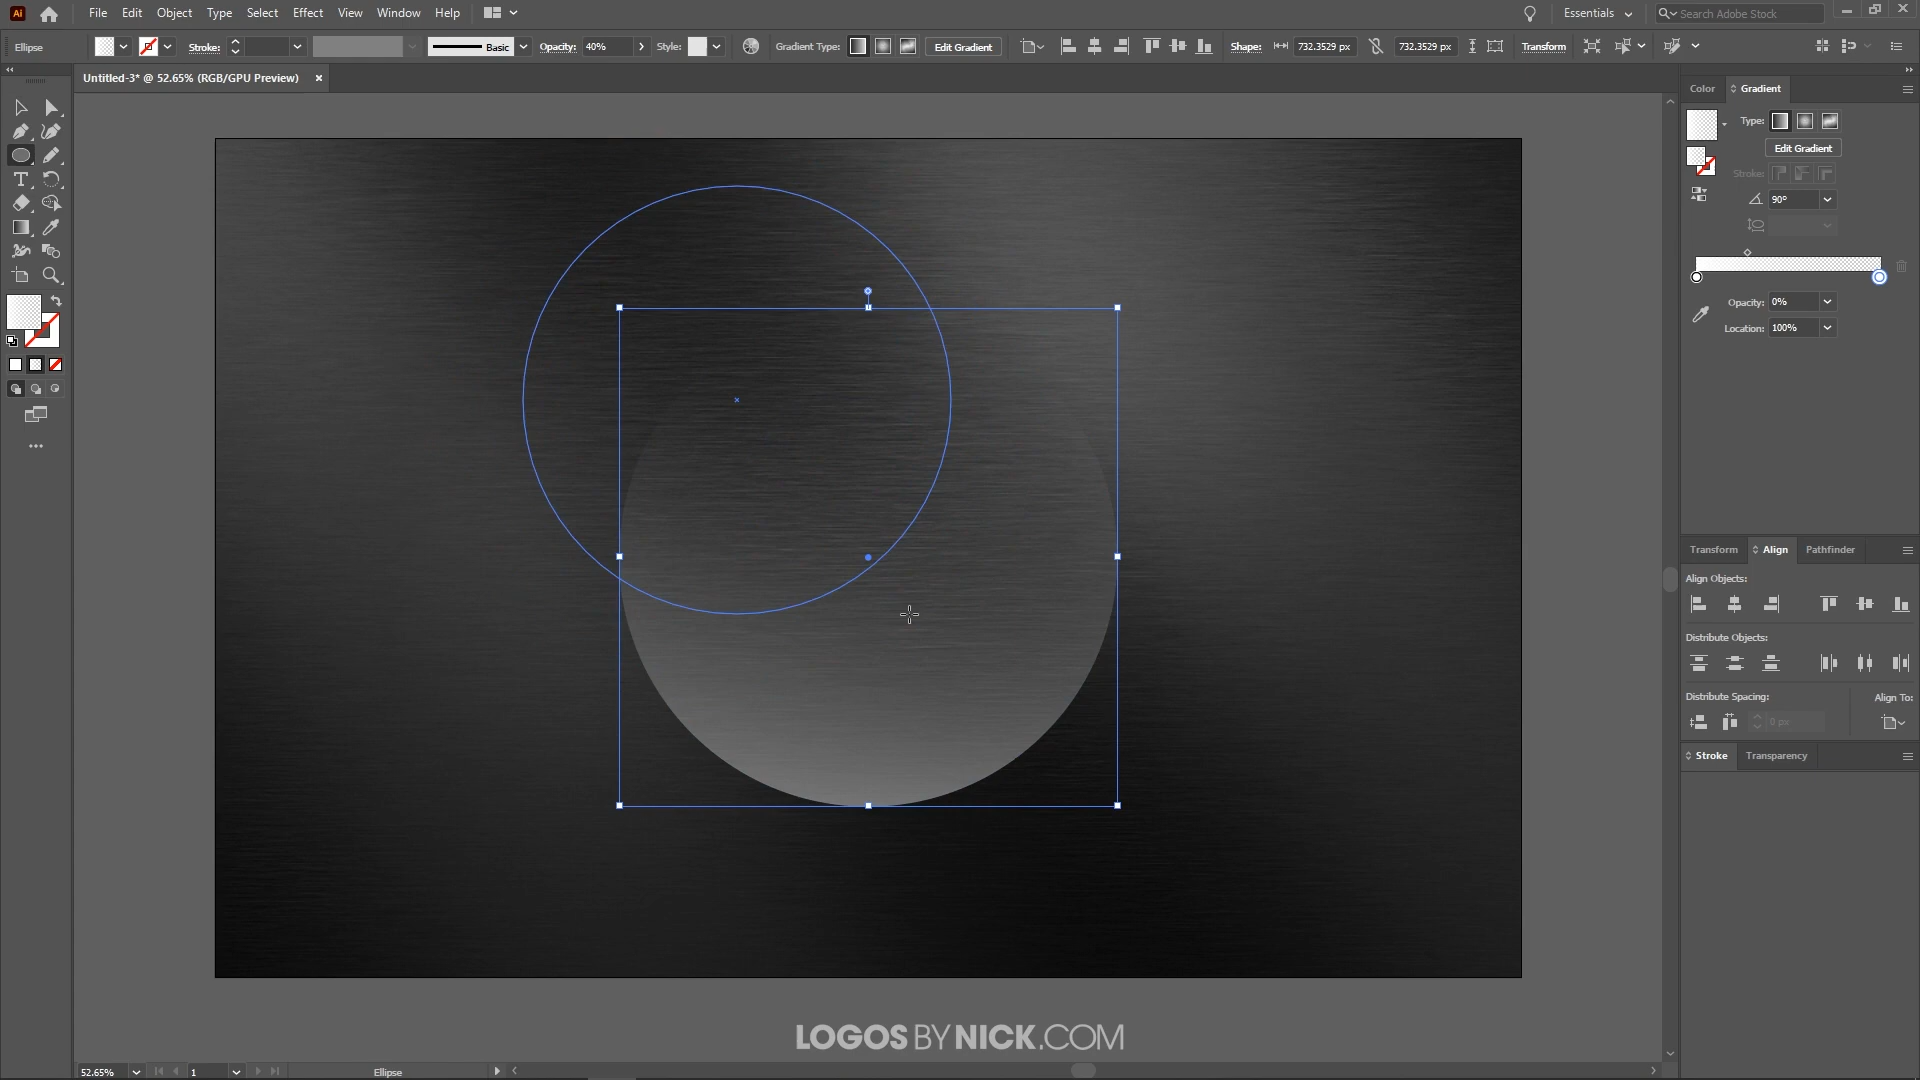 Ai File Edit Object Type Select Effect View Window Help Essentials Search Adobe Stock
Ellipse Stroke: Basic Opacity: 40% Style: Gradient Type: Edit Gradient Shape: 732.3529 px 732.3529 px Transform
Untitled-3* @ 52.65% (RGB/GPU Preview)
Color Gradient
Type:
Edit Gradient
Stroke:
90°
Opacity: 0%
Location: 100%
Transform Align Pathfinder
Align Objects:
Distribute Objects:
Distribute Spacing: Align To:
0 px
Stroke Transparency
LOGOS BY NICK.COM
52.65% 1 Ellipse